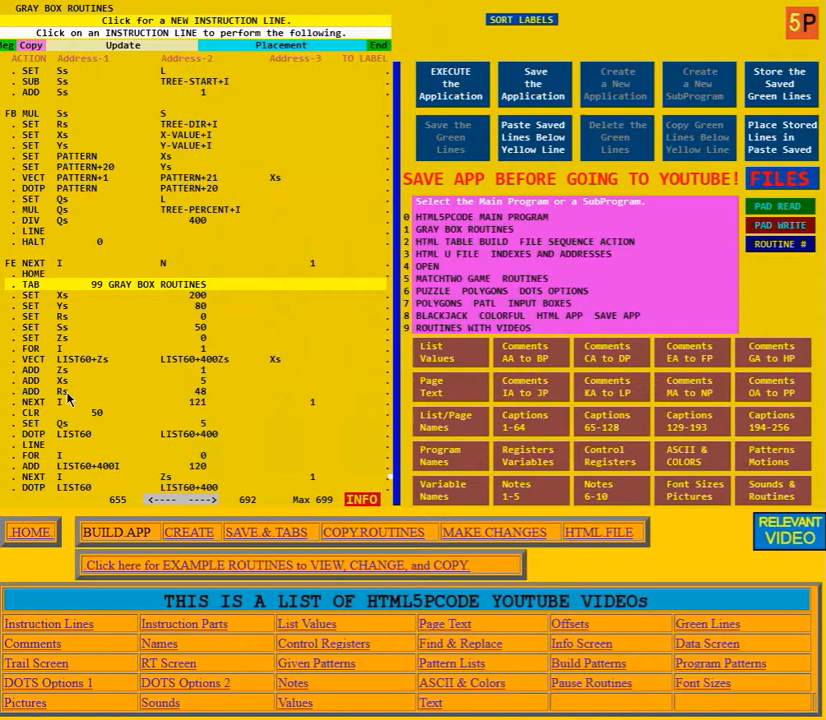 GRAY BOX ROUTINES
Click for a NEW INSTRUCTION LINE.
Click on an INSTRUCTION LINE to perform the following.
Beg Copy Update Placement End
ACTION Address-1 Address-2 Address-3 TO LABEL
. SET Ss L .
. SUB Ss TREE-START+I .
. ADD Ss 1 .
FB MUL Ss S .
. SET Rs TREE-DIR+I .
. SET Xs X-VALUE+I .
. SET Ys Y-VALUE+I .
. SET PATTERN Xs .
. SET PATTERN+20 Ys .
. VECT PATTERN+1 PATTERN+21 Xs .
. DOTP PATTERN PATTERN+20 .
. SET Qs L .
. MUL Qs TREE-PERCENT+I .
. DIV Qs 400 .
. LINE .
. HALT 0 .
FE NEXT I N 1 .
. HOME .
. TAB 99 GRAY BOX ROUTINES .
. SET Xs 200 .
. SET Ys 80 .
. SET Rs 0 .
. SET Ss 50 .
. SET Zs 0 .
. FOR I 1 .
. VECT LIST60+Zs LIST60+400Zs Xs .
. ADD Zs 1 .
. ADD Xs 5 .
. ADD Rs 48 .
. NEXT I 121 1 .
. CLR 50 .
. SET Qs 5 .
. DOTP LIST60 LIST60+400 .
. LINE .
. FOR I 0 .
. ADD LIST60+400I 120 .
. NEXT I Zs 1 .
. DOTP LIST60 LIST60+400 .
655 <---- ----> 692 Max 699 INFO
SORT LABELS
5P
EXECUTE the Application
Save the Application
Create a New Application
Create a New SubProgram
Store the Saved Green Lines
Save the Green Lines
Paste Saved Lines Below Yellow Line
Delete the Green Lines
Copy Green Lines Below Yellow Line
Place Stored Lines in Paste Saved
SAVE APP BEFORE GOING TO YOUTUBE! FILES
Select the Main Program or a SubProgram.
0 HTML5PCODE MAIN PROGRAM
1 GRAY BOX ROUTINES
2 HTML TABLE BUILD FILE SEQUENCE ACTION
3 HTML U FILE INDEXES AND ADDRESSES
4 OPEN
5 MATCHTWO GAME ROUTINES
6 PUZZLE POLYGONS DOTS OPTIONS
7 POLYGONS PATL INPUT BOXES
8 BLACKJACK COLORFUL HTML APP SAVE APP
9 ROUTINES WITH VIDEOS
PAD READ
PAD WRITE
ROUTINE #
List Values
Comments AA to BP
Comments CA to DP
Comments EA to FP
Comments GA to HP
Page Text
Comments IA to JP
Comments KA to LP
Comments MA to NP
Comments OA to PP
List/Page Names
Captions 1-64
Captions 65-128
Captions 129-193
Captions 194-256
Program Names
Registers Variables
Control Registers
ASCII & COLORS
Patterns Motions
Variable Names
Notes 1-5
Notes 6-10
Font Sizes Pictures
Sounds & Routines
.HOME. BUILD.APP CREATE SAVE.&.TABS COPY.ROUTINES MAKE.CHANGES HTML.FILE
RELEVANT VIDEO
.Click here for EXAMPLE ROUTINES to VIEW, CHANGE, and COPY.
THIS IS A LIST OF HTML5PCODE YOUTUBE VIDEOs
Instruction Lines Instruction Parts List Values Page Text Offsets Green Lines
Comments Names Control Registers Find & Replace Info Screen Data Screen
Trail Screen RT Screen Given Patterns Pattern Lists Build Patterns Program Patterns
DOTS Options 1 DOTS Options 2 Notes ASCII & Colors Pause Routines Font Sizes
Pictures Sounds Values Text